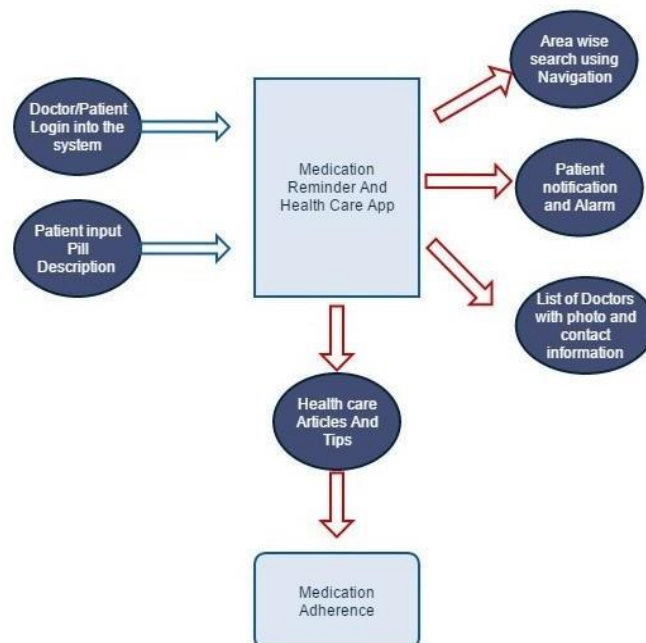 Area wise
search using
Navigation
Doctor/Patient
Login into the
system
Medication
Reminder And
Health Care App
Patient
notification
and Alarm
Patient input
Pill
Description
List of Doctors
with photo and
contact
information
Health care
Articles And
Tips
Medication
Adherence